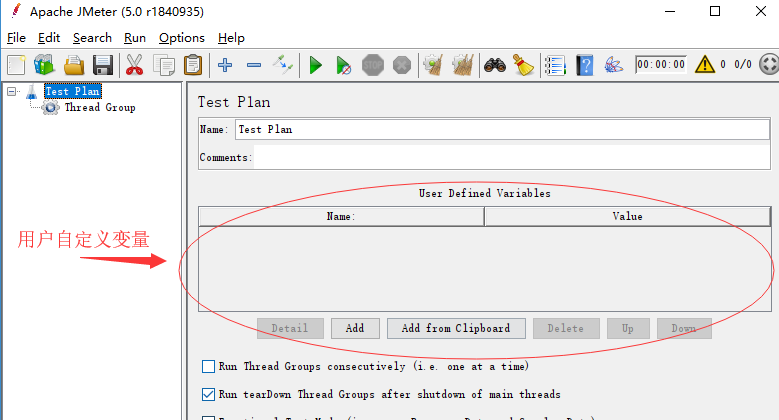 Apache JMeter (5.0 r1840935)
File Edit Search Run Options Help
STOP 00:00:00 0 0/0
Test Plan
Thread Group
Test Plan
Name: Test Plan
Comments:
User Defined Variables
Name: Value
用户自定义变量
Detail Add Add from Clipboard Delete Up Down
Run Thread Groups consecutively (i.e. one at a time)
Run tearDown Thread Groups after shutdown of main threads